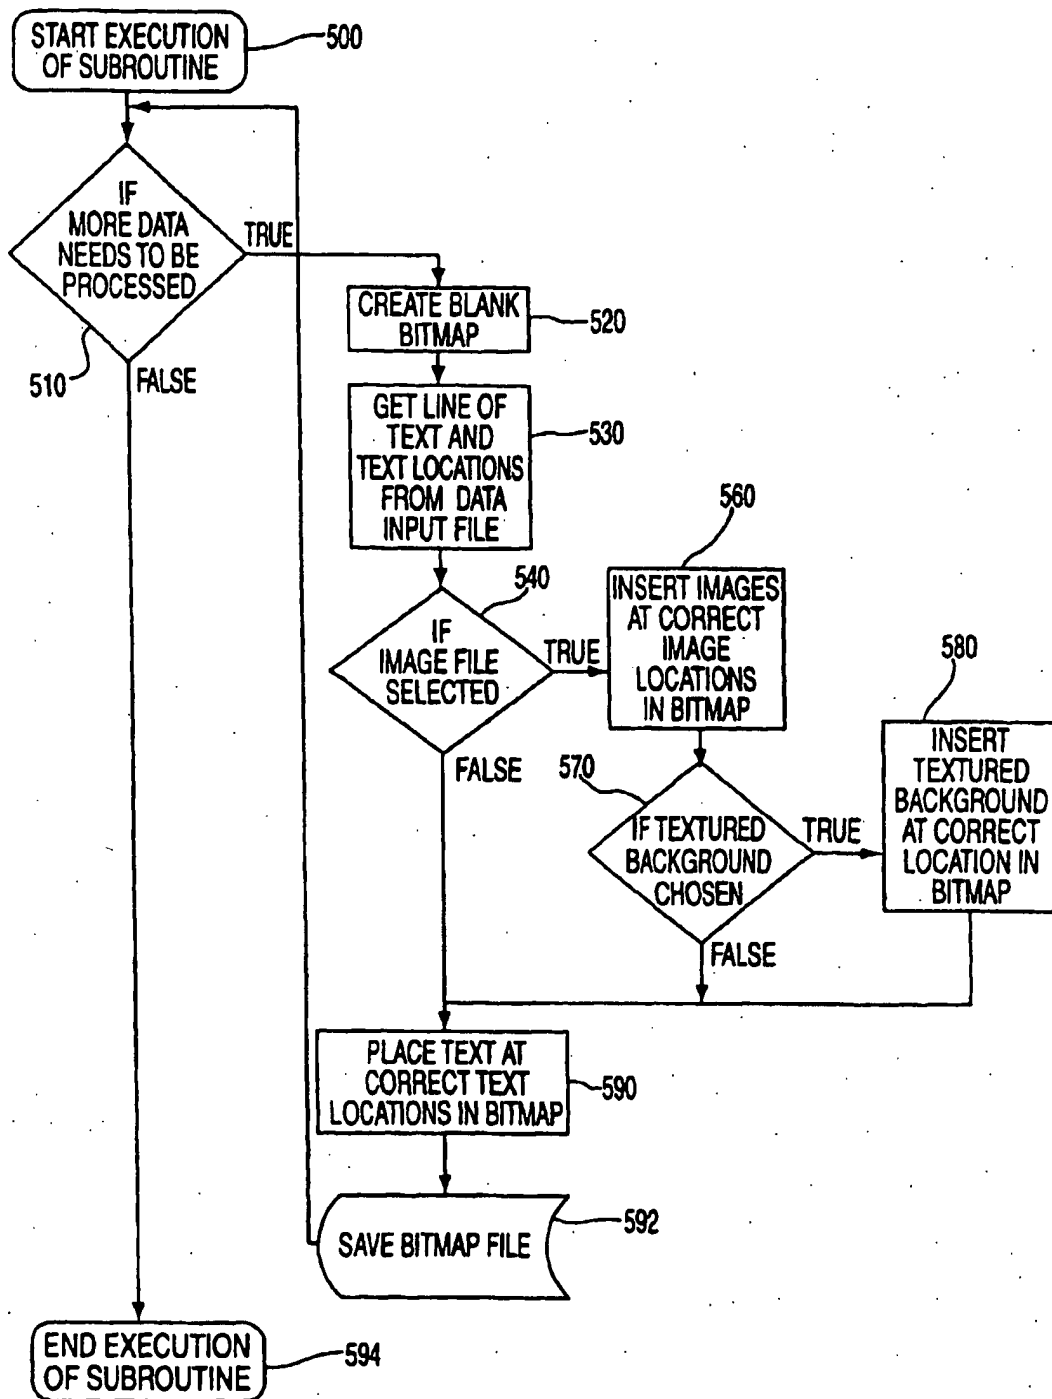 START EXECUTION
OF SUBROUTINE
500
IF
MORE DATA
NEEDS TO BE
PROCESSED
TRUE
510
FALSE
CREATE BLANK
BITMAP
520
GET LINE OF
TEXT AND
TEXT LOCATIONS
FROM DATA
INPUT FILE
530
540
IF
IMAGE FILE
SELECTED
TRUE
FALSE
560
INSERT IMAGES
AT CORRECT
IMAGE
LOCATIONS
IN BITMAP
570
IF TEXTURED
BACKGROUND
CHOSEN
TRUE
FALSE
580
INSERT
TEXTURED
BACKGROUND
AT CORRECT
LOCATION IN
BITMAP
PLACE TEXT AT
CORRECT TEXT
LOCATIONS IN BITMAP
590
SAVE BITMAP FILE
592
END EXECUTION
OF SUBROUTINE
594